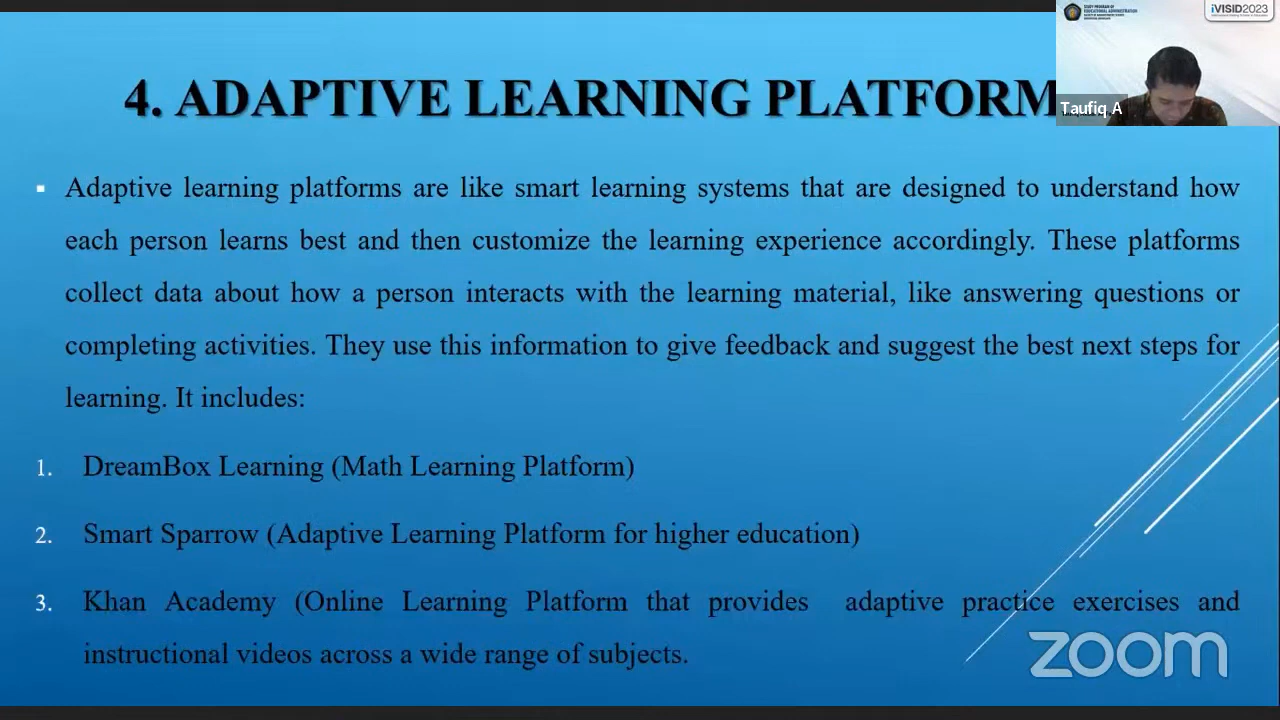 4. ADAPTIVE LEARNING PLATFORM
STUDY PROGRAM OF
EDUCATIONAL ADMINISTRATION
iVISID2023
Taufiq A
▪ Adaptive learning platforms are like smart learning systems that are designed to understand how
each person learns best and then customize the learning experience accordingly. These platforms
collect data about how a person interacts with the learning material, like answering questions or
completing activities. They use this information to give feedback and suggest the best next steps for
learning. It includes:
1. DreamBox Learning (Math Learning Platform)
2. Smart Sparrow (Adaptive Learning Platform for higher education)
3. Khan Academy (Online Learning Platform that provides adaptive practice exercises and
instructional videos across a wide range of subjects.
zoom